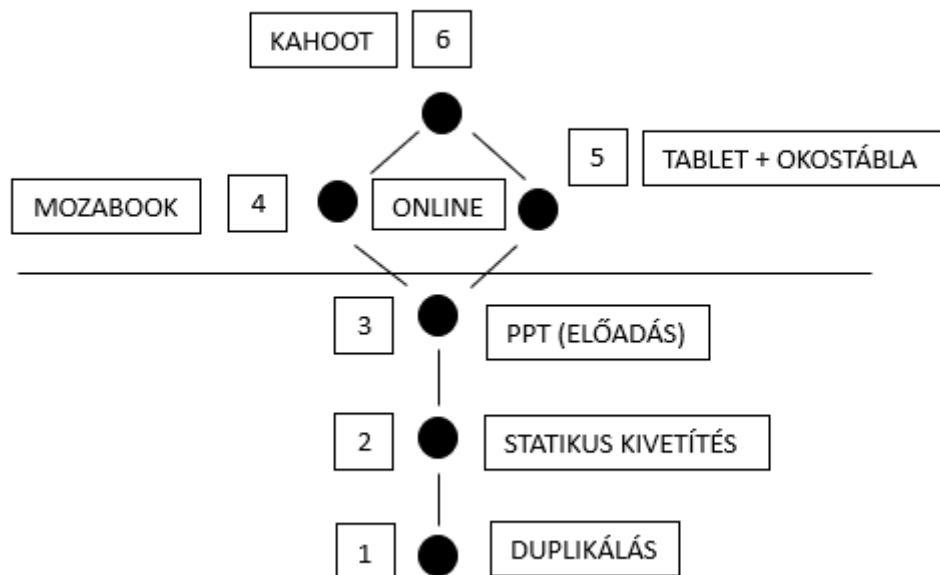 KAHOOT 6
5 TABLET + OKOSTÁBLA
MOZABOOK 4 ONLINE
3 PPT (ELŐADÁS)
2 STATIKUS KIVETÍTÉS
1 DUPLIKÁLÁS